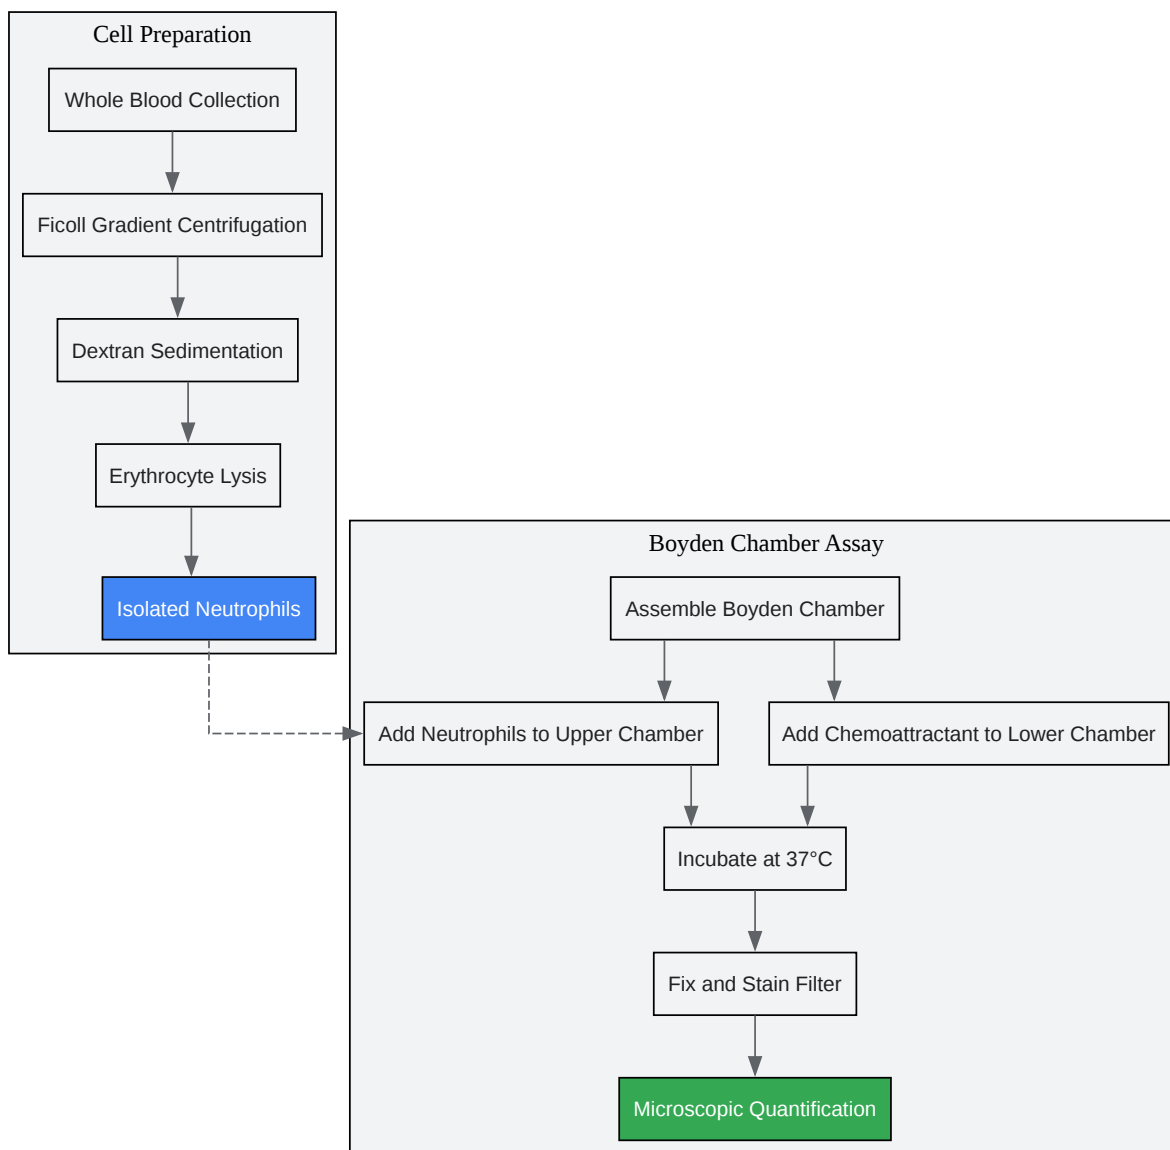 Cell Preparation
Whole Blood Collection
Ficoll Gradient Centrifugation
Dextran Sedimentation
Erythrocyte Lysis
Isolated Neutrophils
Boyden Chamber Assay
Assemble Boyden Chamber
Add Neutrophils to Upper Chamber
Add Chemoattractant to Lower Chamber
Incubate at 37°C
Fix and Stain Filter
Microscopic Quantification